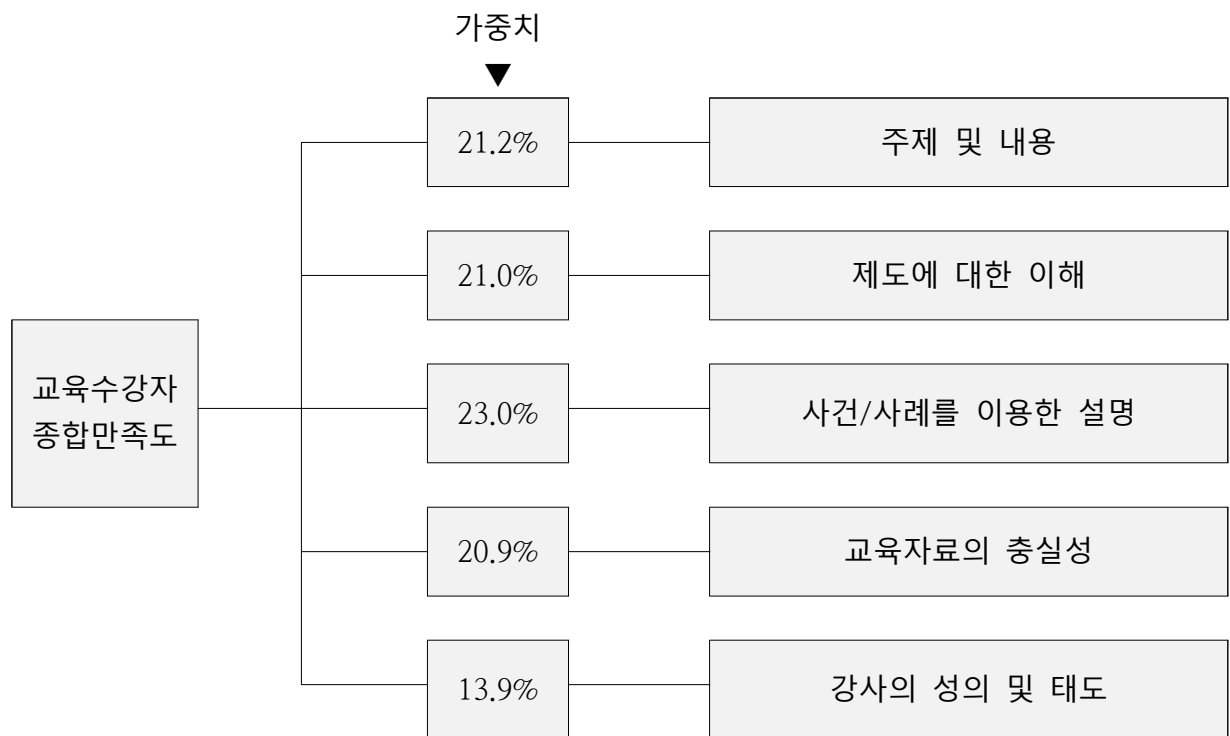 가중치
▼
21.2%
주제 및 내용
21.0%
제도에 대한 이해
교육수강자
종합만족도
23.0%
사건/사례를 이용한 설명
20.9%
교육자료의 충실성
13.9%
강사의 성의 및 태도